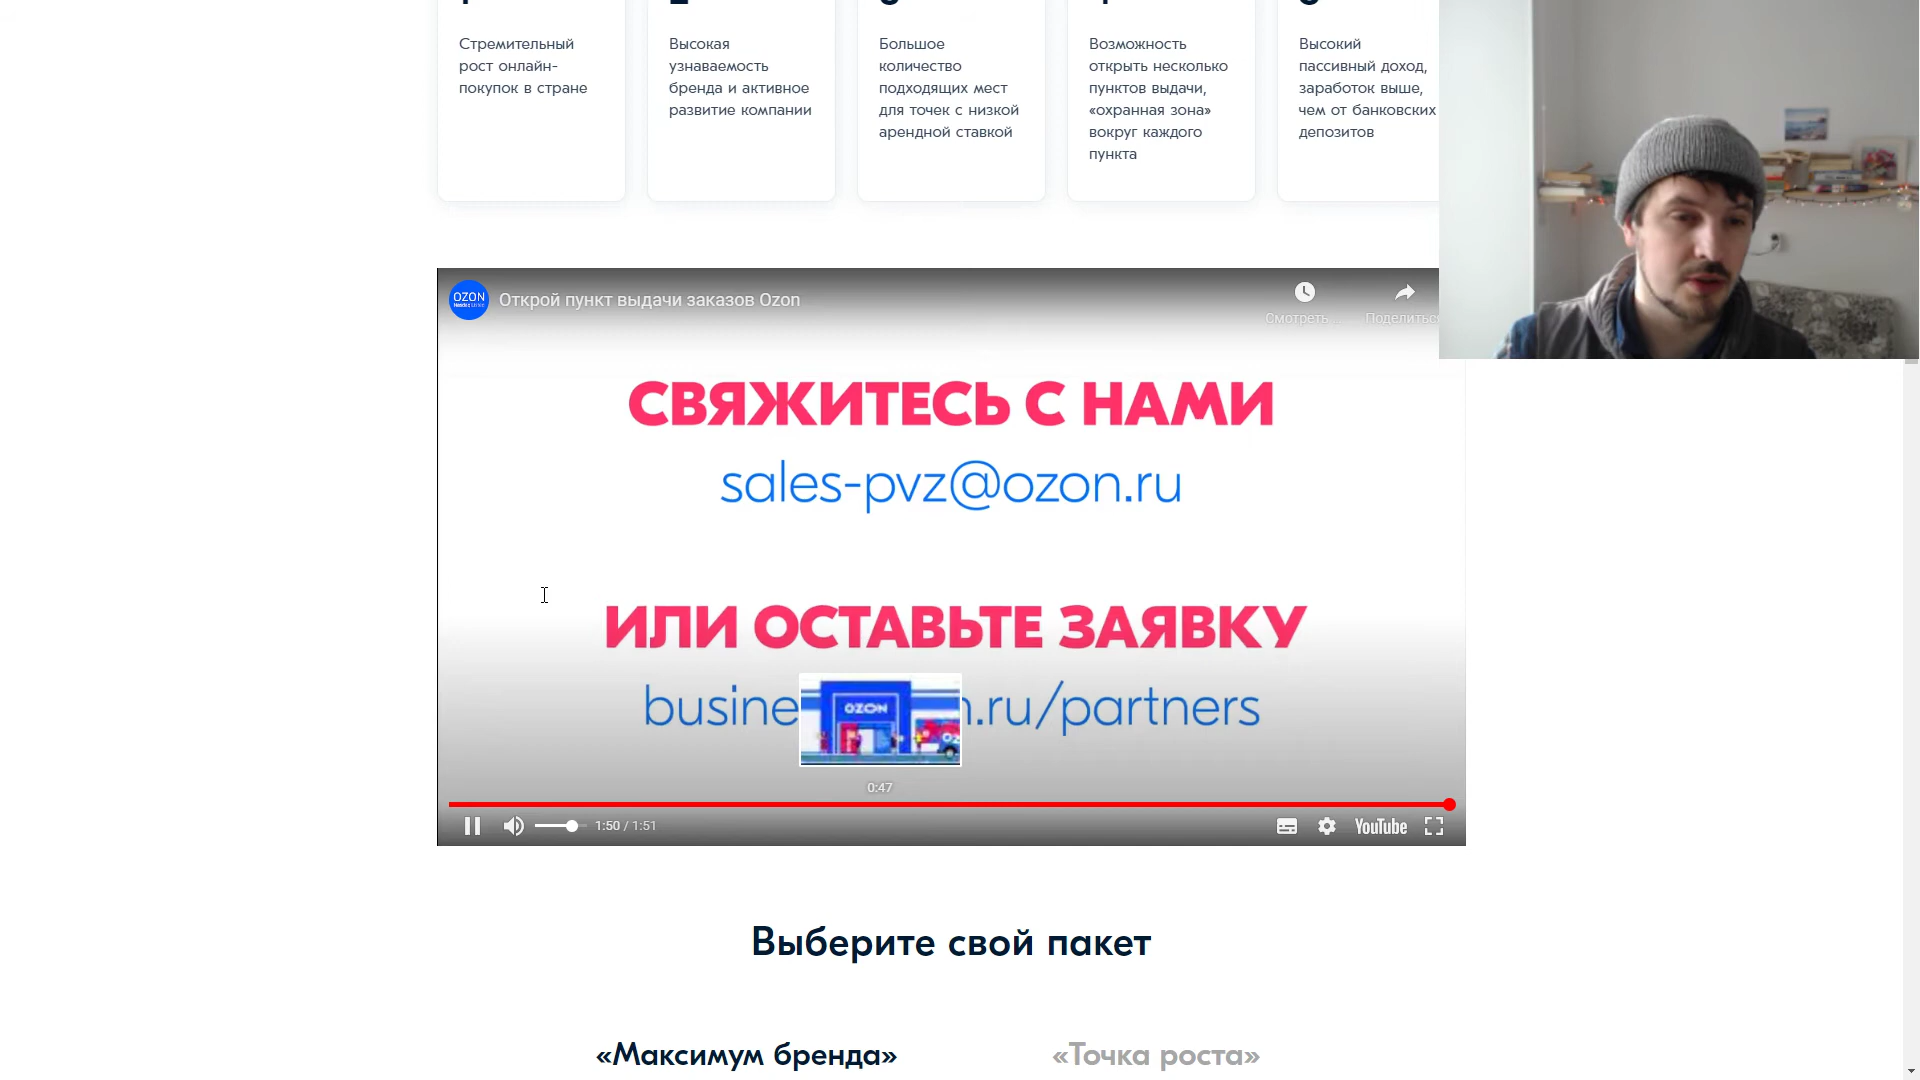 Стремительный
рост онлайн-
покупок в стране
Высокая
узнаваемость
бренда и активное
развитие компании
Большое
количество
подходящих мест
для точек с низкой
арендной ставкой
Возможность
открыть несколько
пунктов выдачи,
«охранная зона»
вокруг каждого
пункта
Высокий
пассивный доход,
заработок выше,
чем от банковских
депозитов
OZON
Открой пункт выдачи заказов Ozon
Смотреть ...
Поделиться
СВЯЖИТЕСЬ С НАМИ
sales-pvz@ozon.ru
ИЛИ ОСТАВЬТЕ ЗАЯВКУ
busine
n.ru/partners
OZON
0:47
1:50 / 1:51
YouTube
Выберите свой пакет
«Максимум бренда»
«Точка роста»